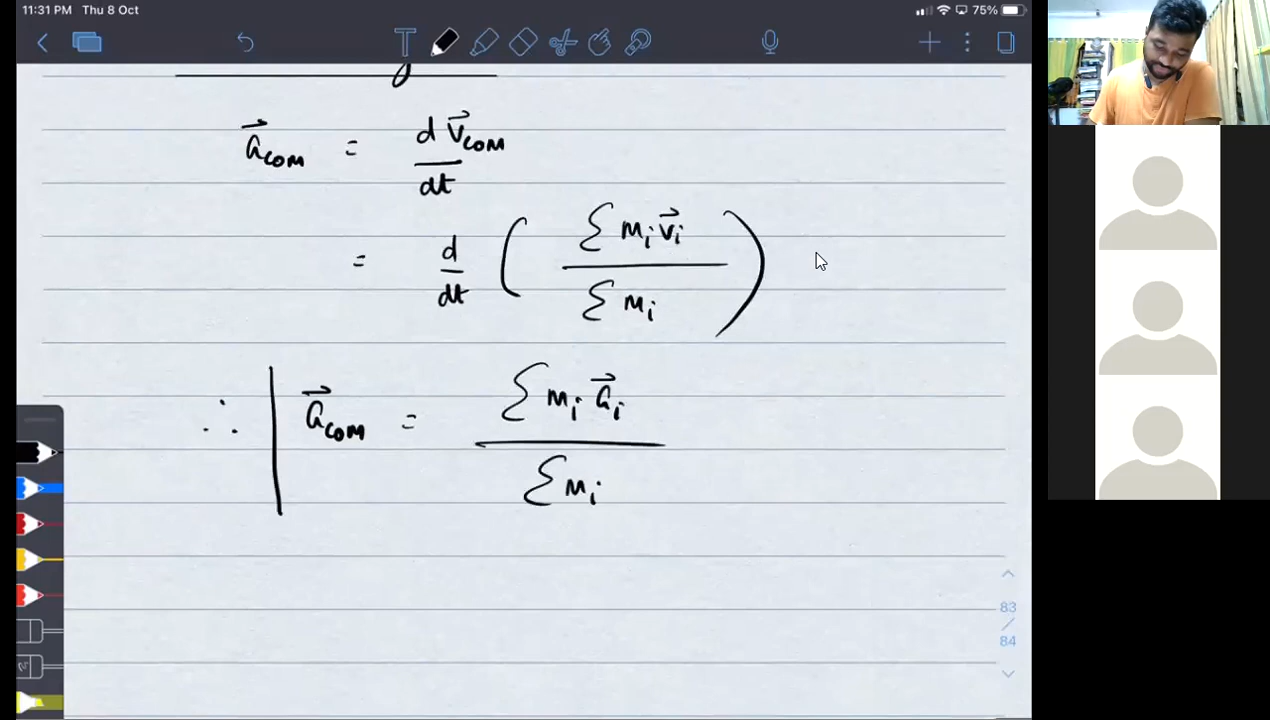 11:31 PM Thu 8 Oct 75%
T
a⃗_COM = d v⃗_COM / dt
= d/dt ( Σ m_i v⃗_i / Σ m_i )
∴ a⃗_COM = Σ m_i a⃗_i / Σ m_i
83
/
84